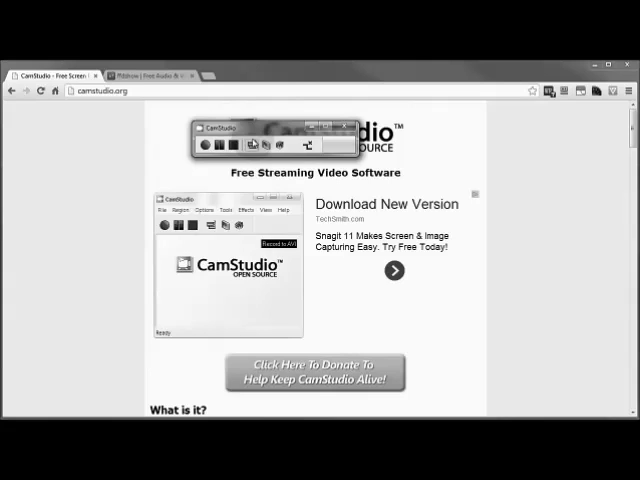 CamStudio - Free Screen
Free Audio & V
camstudio.org
CamStudio
dio™
OURCE
Free Streaming Video Software
CamStudio
File Region Options Tools Effects View Help
Record to AVI
CamStudio™
OPEN SOURCE
Ready
Download New Version
TechSmith.com
Snagit 11 Makes Screen & Image
Capturing Easy. Try Free Today!
Click Here To Donate To
Help Keep CamStudio Alive!
What is it?